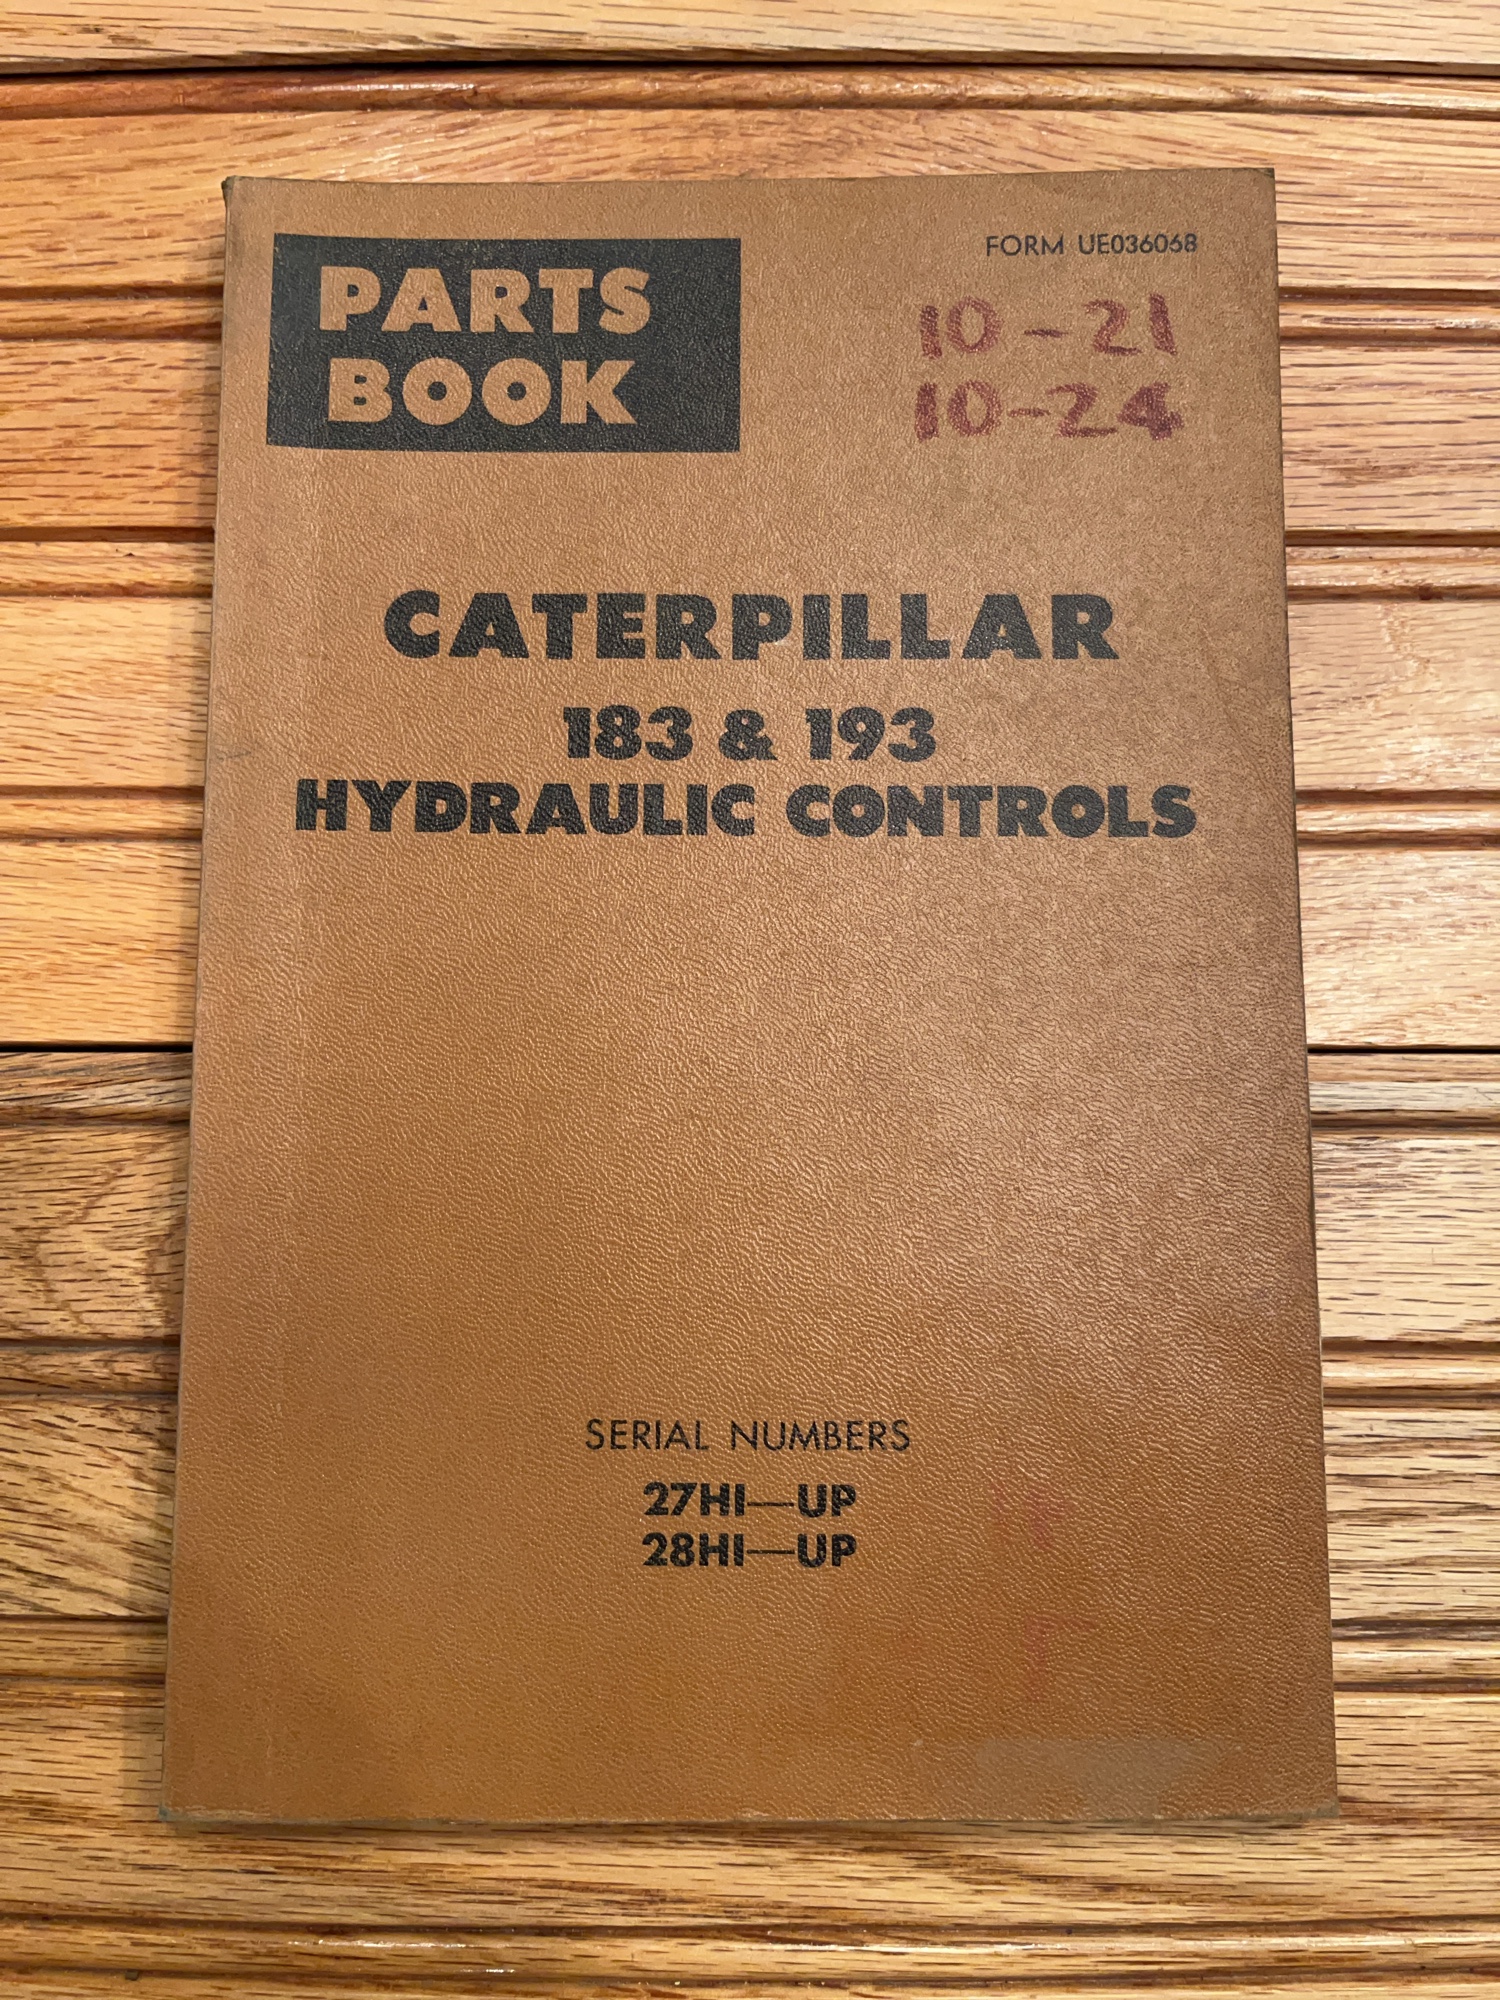 PARTS
BOOK
FORM UE036068
10-21
10-24
CATERPILLAR
183 & 193
HYDRAULIC CONTROLS
SERIAL NUMBERS
27H1—UP
28H1—UP